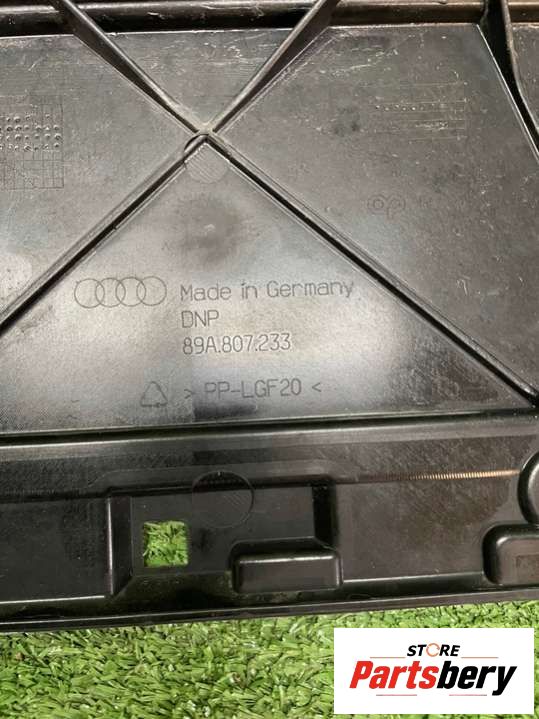 Made in Germany
DNP
89A.807.233
> PP-LGF20 <
STORE
Partsbery